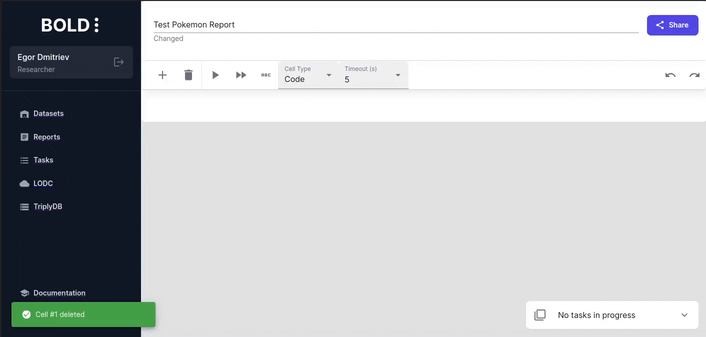 BOLD
Egor Dmitriev
Researcher
Datasets
Reports
Tasks
LODC
TriplyDB
Documentation
Cell #1 deleted
Test Pokemon Report
Changed
Share
Cell Type
Code
Timeout (s)
5
No tasks in progress